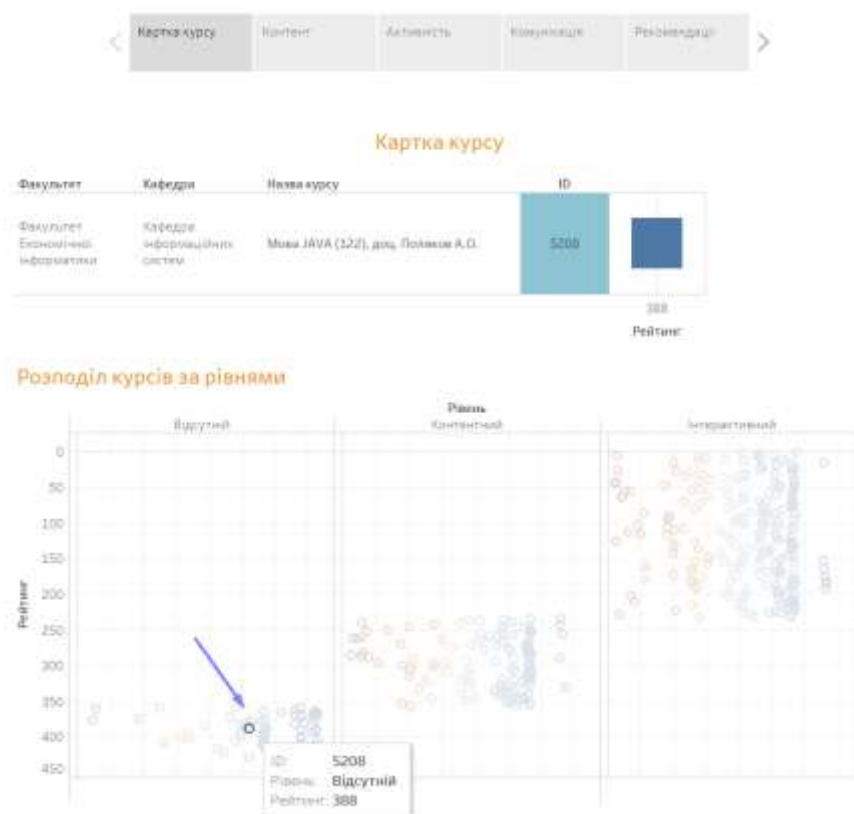 Картка курсу Контент Активність Комунікація Рекомендації
Картка курсу
Факультет Кафедра Назва курсу ID
Факультет Економічної інформатики
Кафедра інформаційних систем
Мова JAVA (122), доц. Поляков А.О.
5208
388
Рейтинг
Розподіл курсів за рівнями
Рівень
Відсутній Контентний Інтерактивний
Рейтинг
0
50
100
150
200
250
300
350
400
450
ID: 5208
Рівень: Відсутній
Рейтинг: 388